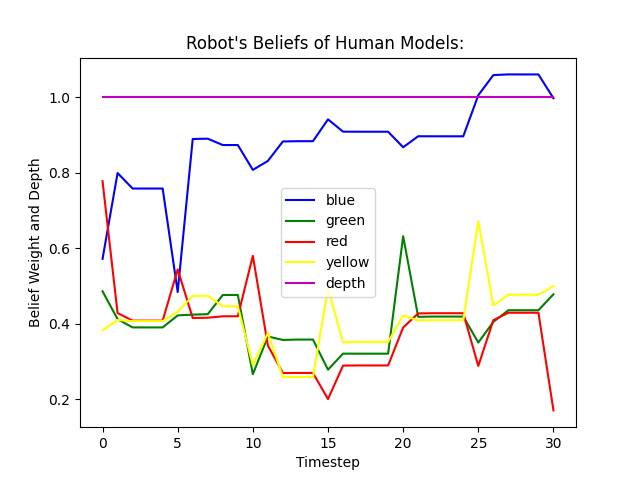 Robot's Beliefs of Human Models:
Belief Weight and Depth
1.0
0.8
0.6
0.4
0.2
blue
green
red
yellow
depth
0 5 10 15 20 25 30
Timestep